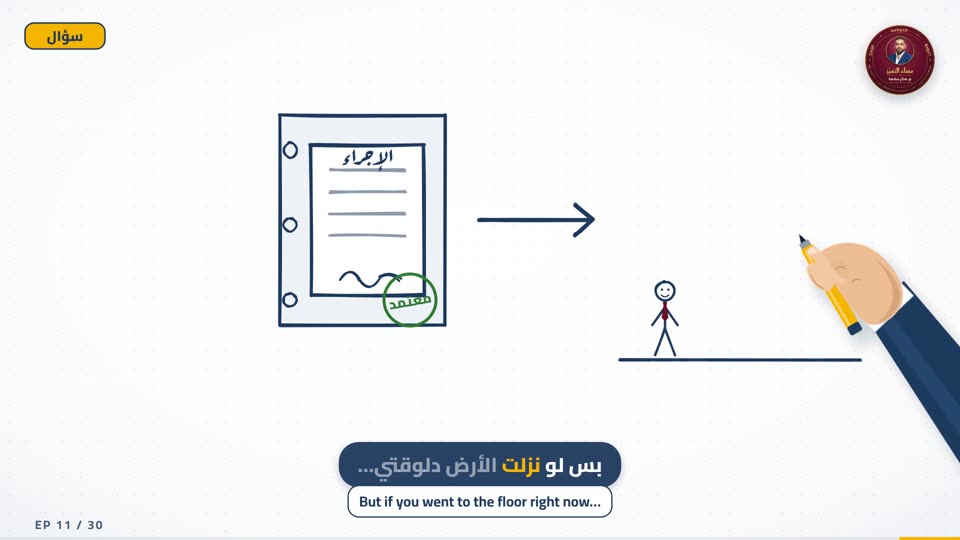 سؤال
الإجراء
معتمد
بس لو نزلت الأرض دلوقتي...
But if you went to the floor right now...
EP 11 / 30